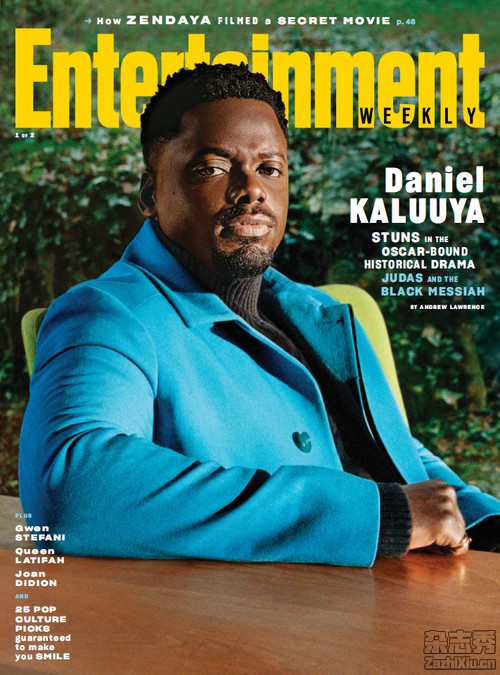 → How ZENDAYA FILMED a SECRET MOVIE p.46
Entertainment
WEEKLY
1 OF 2
Daniel
KALUUYA
STUNS IN THE
OSCAR-BOUND
HISTORICAL DRAMA
JUDAS AND THE
BLACK MESSIAH
BY ANDREW LAWRENCE
PLUS
Gwen
STEFANI
Queen
LATIFAH
Joan
DIDION
AND
25 POP
CULTURE
PICKS
guaranteed
to make
you SMILE
杂志秀
ZazhiXiu.cn